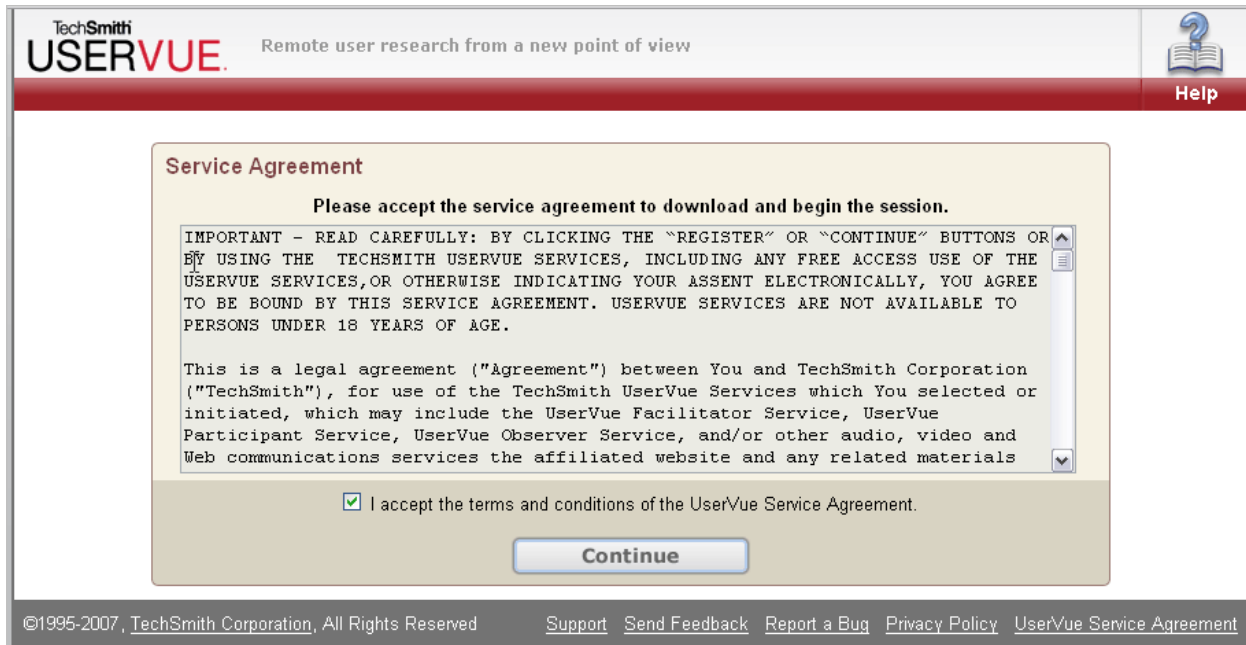 TechSmith
USERVUE.
Remote user research from a new point of view
Help
Service Agreement
Please accept the service agreement to download and begin the session.
IMPORTANT - READ CAREFULLY: BY CLICKING THE “REGISTER” OR “CONTINUE” BUTTONS OR
BY USING THE  TECHSMITH USERVUE SERVICES, INCLUDING ANY FREE ACCESS USE OF THE
USERVUE SERVICES,OR OTHERWISE INDICATING YOUR ASSENT ELECTRONICALLY, YOU AGREE
TO BE BOUND BY THIS SERVICE AGREEMENT. USERVUE SERVICES ARE NOT AVAILABLE TO
PERSONS UNDER 18 YEARS OF AGE.
This is a legal agreement ("Agreement") between You and TechSmith Corporation
("TechSmith"), for use of the TechSmith UserVue Services which You selected or
initiated, which may include the UserVue Facilitator Service, UserVue
Participant Service, UserVue Observer Service, and/or other audio, video and
Web communications services the affiliated website and any related materials
I accept the terms and conditions of the UserVue Service Agreement.
Continue
©1995-2007, TechSmith Corporation, All Rights Reserved Support Send Feedback Report a Bug Privacy Policy UserVue Service Agreement